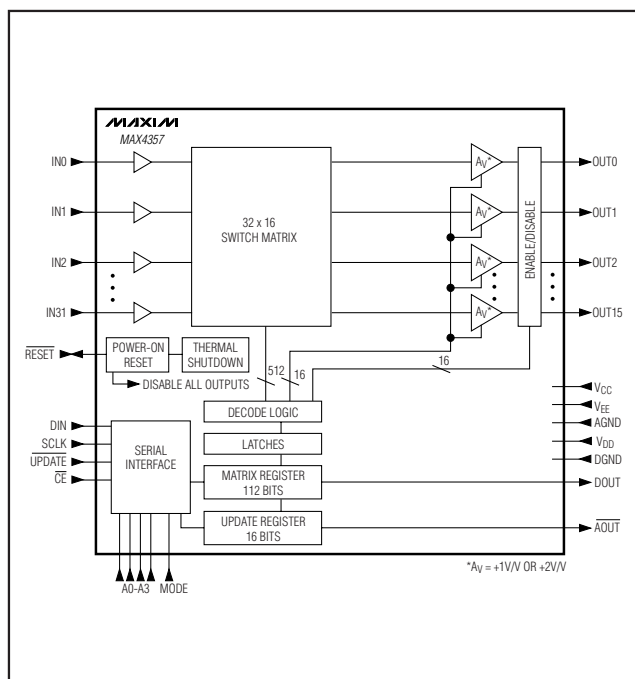 MAXIM
MAX4357
IN0
IN1
IN2
IN31
32 x 16
SWITCH MATRIX
AV*
AV*
AV*
AV*
ENABLE/DISABLE
OUT0
OUT1
OUT2
OUT15
RESET
POWER-ON
RESET
THERMAL
SHUTDOWN
DISABLE ALL OUTPUTS
512
16
16
DECODE LOGIC
LATCHES
MATRIX REGISTER
112 BITS
UPDATE REGISTER
16 BITS
DIN
SCLK
UPDATE
CE
SERIAL
INTERFACE
A0-A3
MODE
VCC
VEE
AGND
VDD
DGND
DOUT
AOUT
*AV = +1V/V OR +2V/V